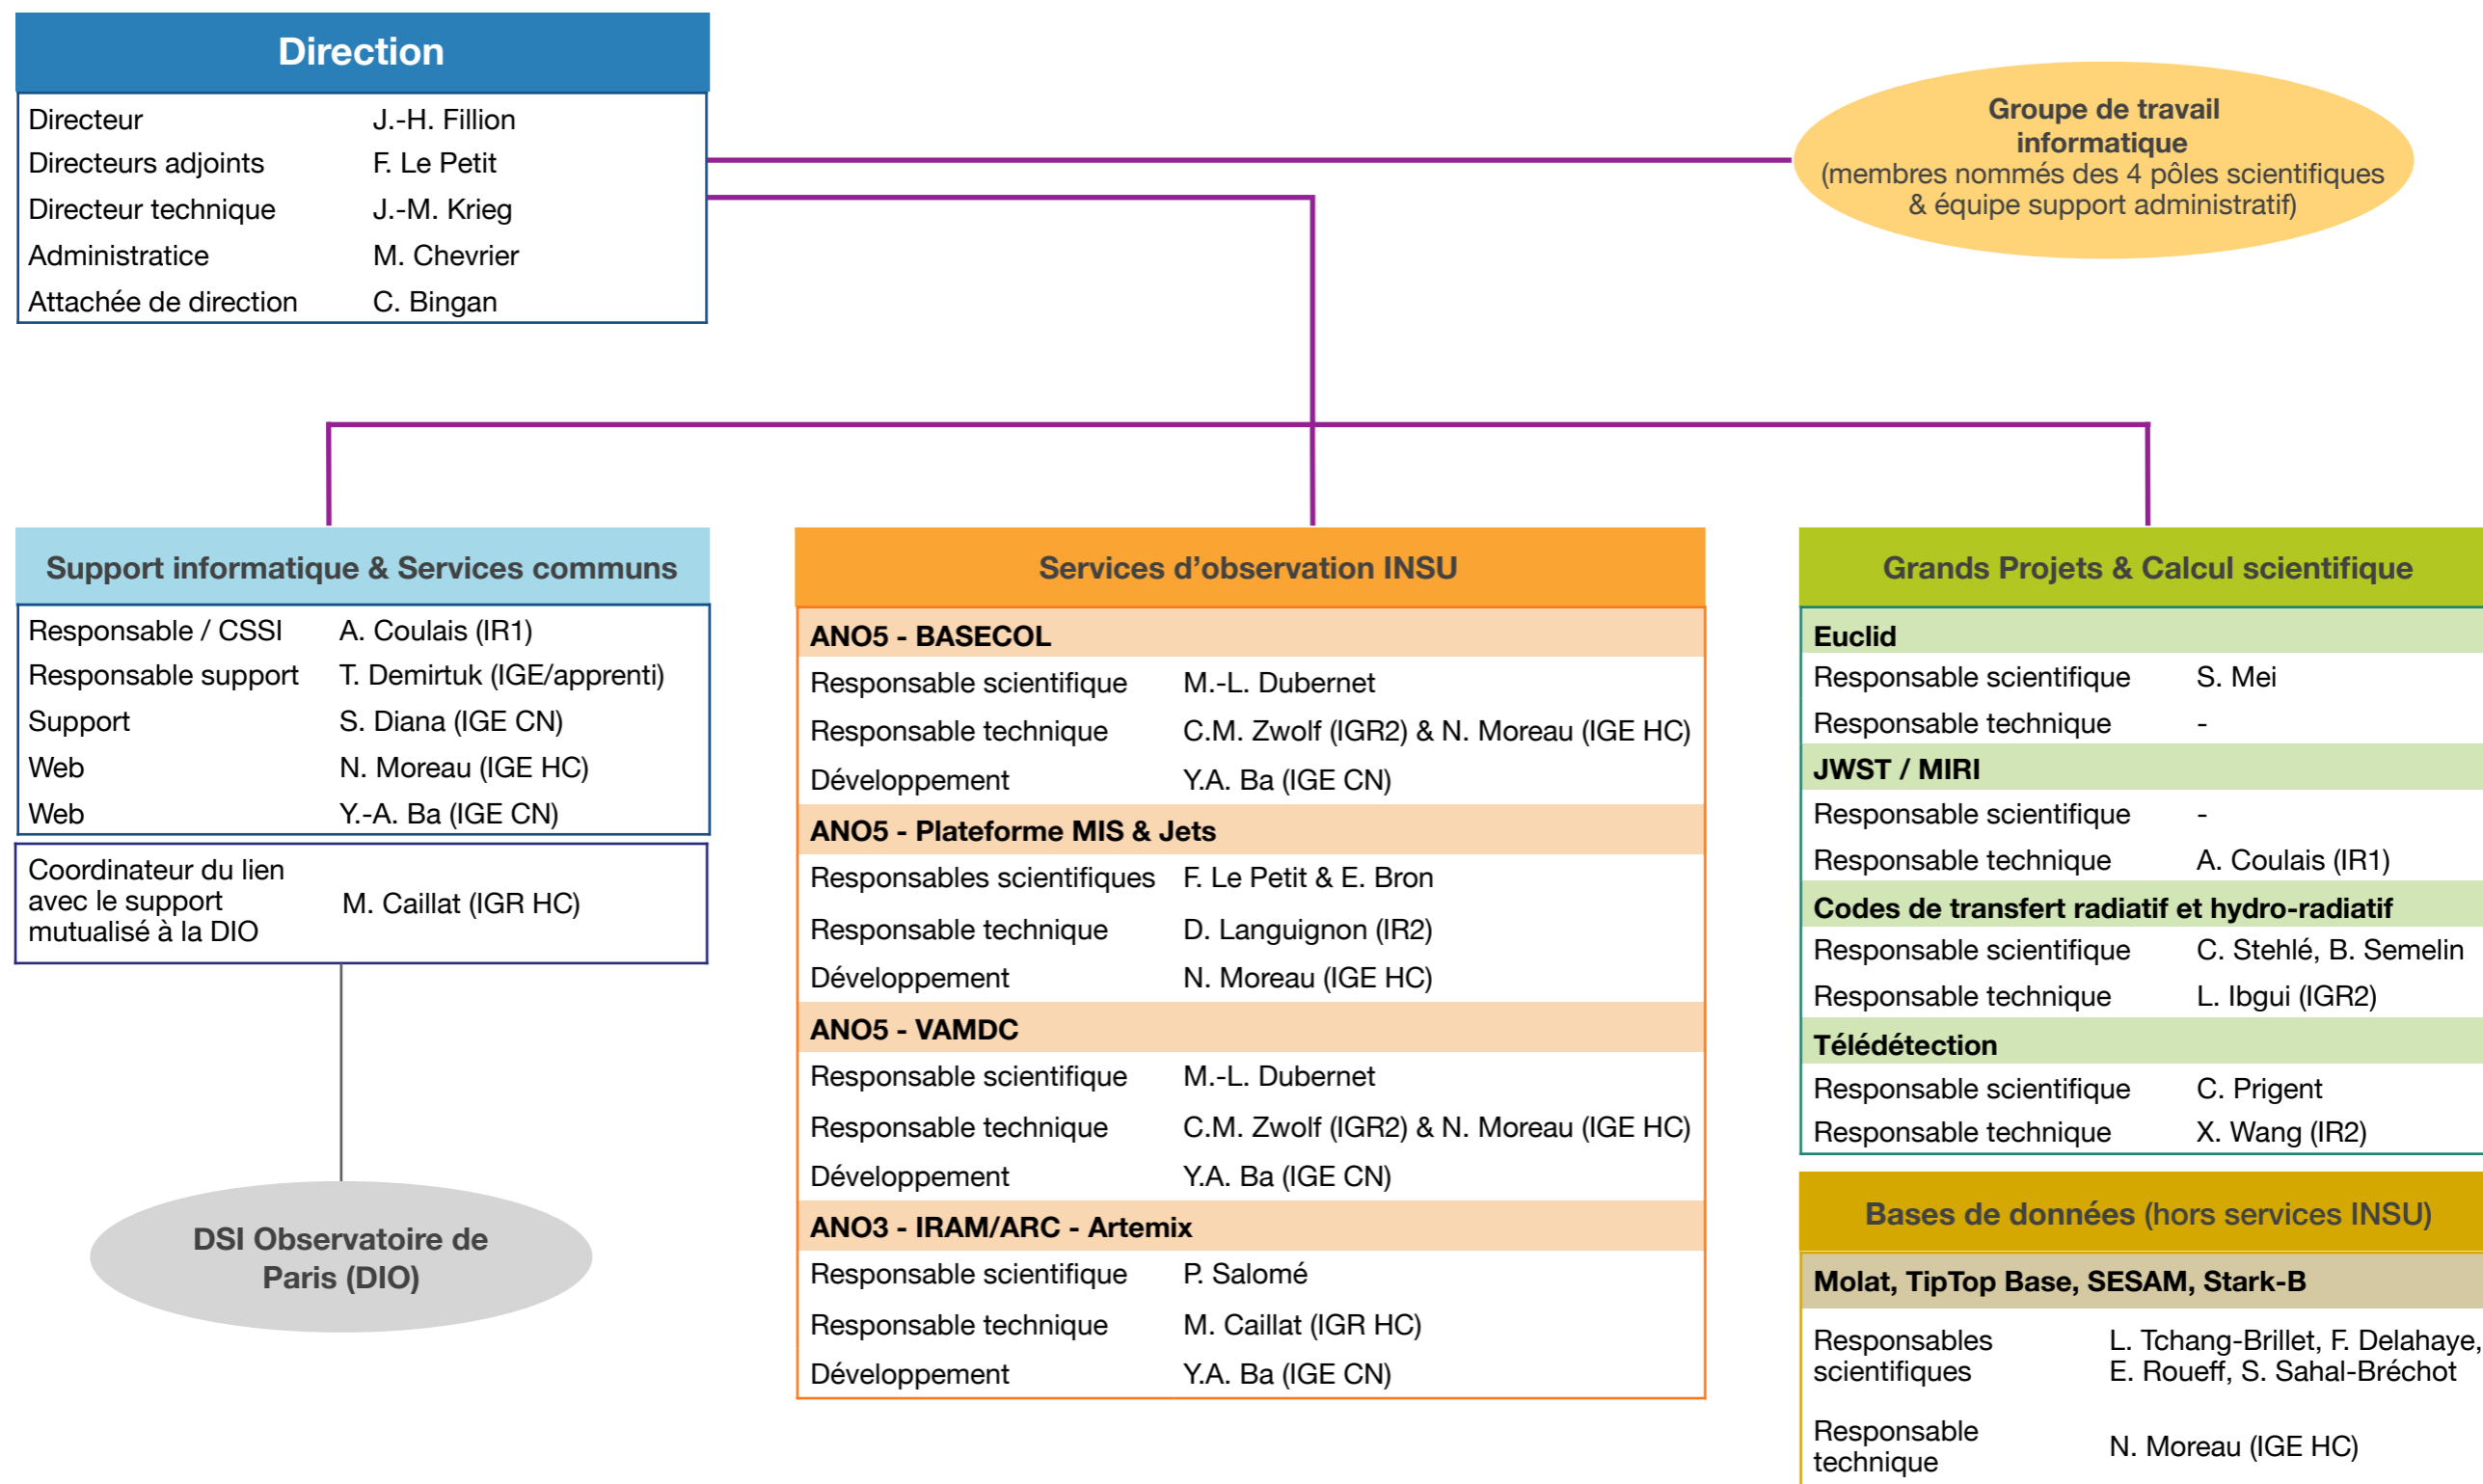 Direction
Directeur J.-H. Fillion
Directeurs adjoints F. Le Petit
Directeur technique J.-M. Krieg
Administratice M. Chevrier
Attachée de direction C. Bingan
Groupe de travail
informatique
(membres nommés des 4 pôles scientifiques
& équipe support administratif)
Support informatique & Services communs
Responsable / CSSI A. Coulais (IR1)
Responsable support T. Demirtuk (IGE/apprenti)
Support S. Diana (IGE CN)
Web N. Moreau (IGE HC)
Web Y.-A. Ba (IGE CN)
Coordinateur du lien
avec le support
mutualisé à la DIO
M. Caillat (IGR HC)
DSI Observatoire de
Paris (DIO)
Services d’observation INSU
ANO5 - BASECOL
Responsable scientifique M.-L. Dubernet
Responsable technique C.M. Zwolf (IGR2) & N. Moreau (IGE HC)
Développement Y.A. Ba (IGE CN)
ANO5 - Plateforme MIS & Jets
Responsables scientifiques F. Le Petit & E. Bron
Responsable technique D. Languignon (IR2)
Développement N. Moreau (IGE HC)
ANO5 - VAMDC
Responsable scientifique M.-L. Dubernet
Responsable technique C.M. Zwolf (IGR2) & N. Moreau (IGE HC)
Développement Y.A. Ba (IGE CN)
ANO3 - IRAM/ARC - Artemix
Responsable scientifique P. Salomé
Responsable technique M. Caillat (IGR HC)
Développement Y.A. Ba (IGE CN)
Grands Projets & Calcul scientifique
Euclid
Responsable scientifique S. Mei
Responsable technique -
JWST / MIRI
Responsable scientifique -
Responsable technique A. Coulais (IR1)
Codes de transfert radiatif et hydro-radiatif
Responsable scientifique C. Stehlé, B. Semelin
Responsable technique L. Ibgui (IGR2)
Télédétection
Responsable scientifique C. Prigent
Responsable technique X. Wang (IR2)
Bases de données (hors services INSU)
Molat, TipTop Base, SESAM, Stark-B
Responsables L. Tchang-Brillet, F. Delahaye,
scientifiques E. Roueff, S. Sahal-Bréchot
Responsable
technique
N. Moreau (IGE HC)